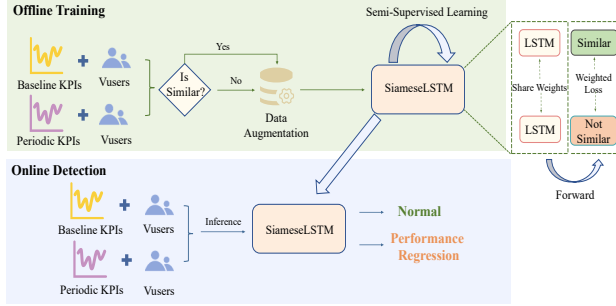 Offline Training
Semi-Supervised Learning
Baseline KPIs
Vusers
Periodic KPIs
Vusers
Is
Similar?
Yes
No
Data
Augmentation
SiameseLSTM
LSTM
Similar
Share Weights
Weighted
Loss
LSTM
Not
Similar
Forward
Online Detection
Baseline KPIs
Vusers
Periodic KPIs
Vusers
Inference
SiameseLSTM
Normal
Performance
Regression